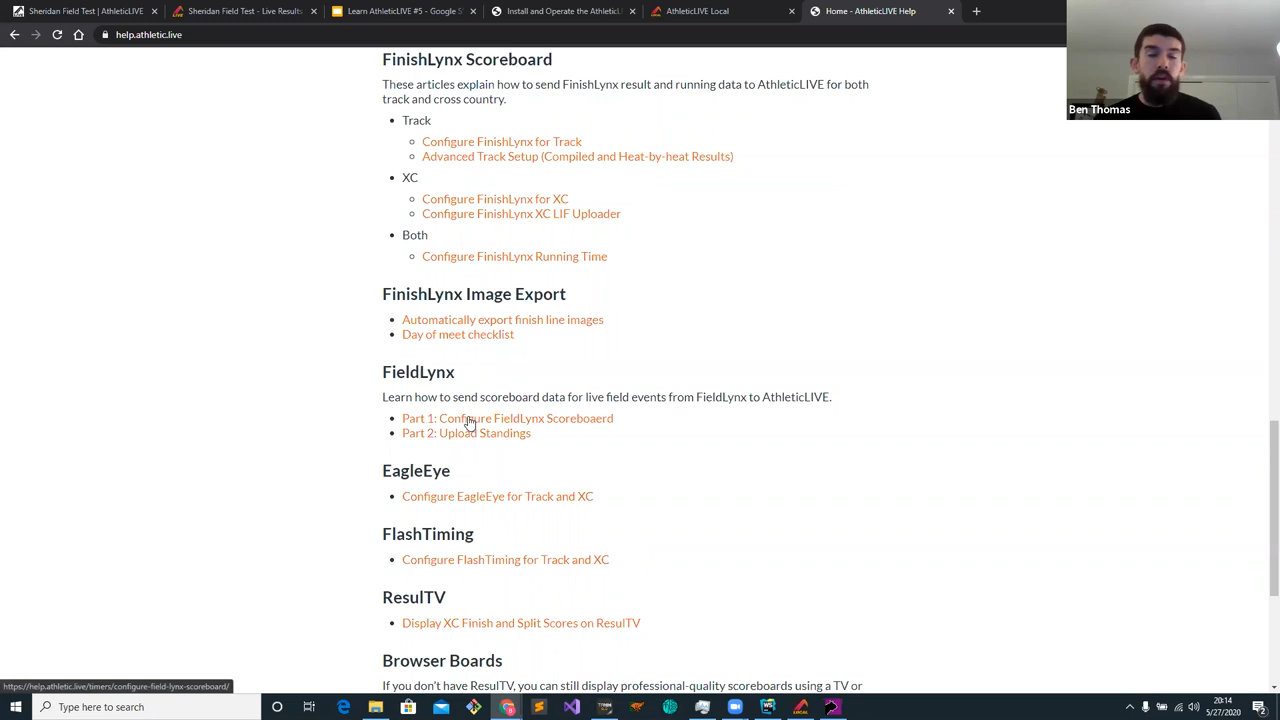 Sheridan Field Test | AthleticLIVE
Sheridan Field Test - Live Results
Learn AthleticLIVE #5 - Google S
Install and Operate the Athletic
AthleticLIVE Local
Home – AthleticLIVE Help
help.athletic.live
Ben Thomas
FinishLynx Scoreboard
These articles explain how to send FinishLynx result and running data to AthleticLIVE for both
track and cross country.
Track
Configure FinishLynx for Track
Advanced Track Setup (Compiled and Heat-by-heat Results)
XC
Configure FinishLynx for XC
Configure FinishLynx XC LIF Uploader
Both
Configure FinishLynx Running Time
FinishLynx Image Export
Automatically export finish line images
Day of meet checklist
FieldLynx
Learn how to send scoreboard data for live field events from FieldLynx to AthleticLIVE.
Part 1: Configure FieldLynx Scoreboaerd
Part 2: Upload Standings
EagleEye
Configure EagleEye for Track and XC
FlashTiming
Configure FlashTiming for Track and XC
ResulTV
Display XC Finish and Split Scores on ResulTV
Browser Boards
If you don't have ResulTV, you can still display professional-quality scoreboards using a TV or
https://help.athletic.live/timers/configure-field-lynx-scoreboard/
Type here to search
20:14
5/27/2020